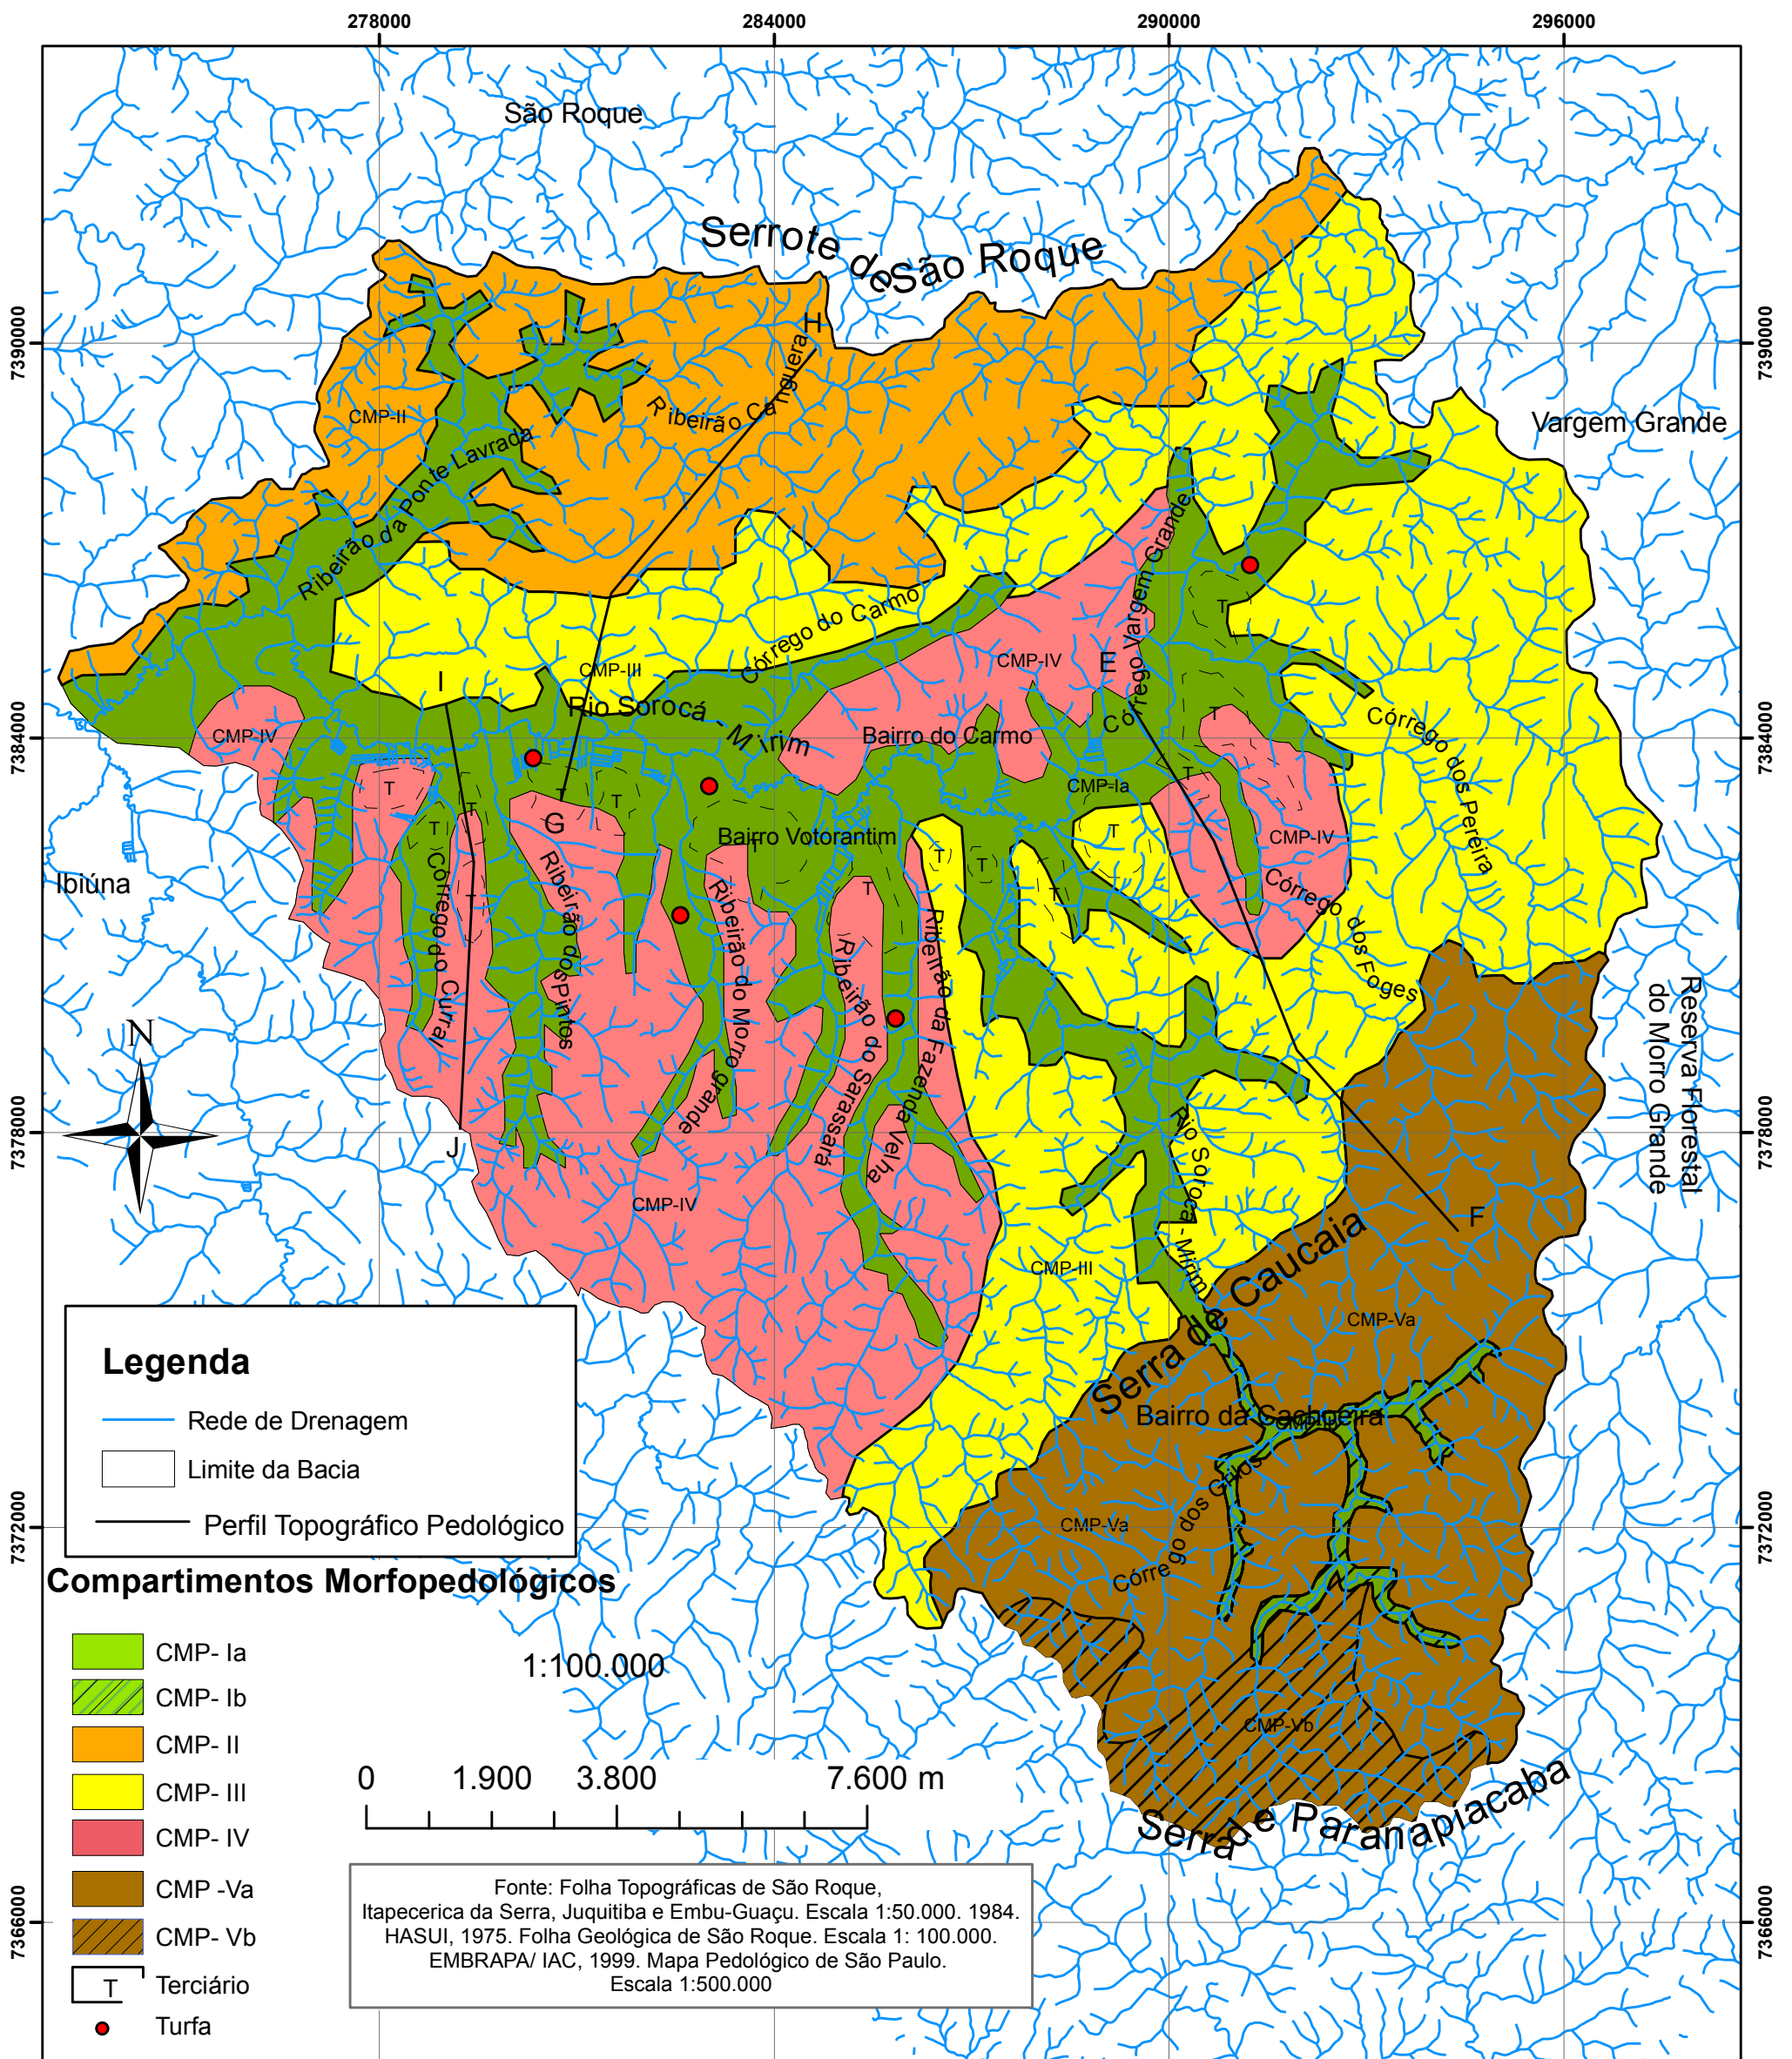 278000
284000
290000
296000
São Roque
Serrote de São Roque
7390000
7390000
H
Ribeirão Canguera
CMP-II
Vargem Grande
Ribeirão da Ponte Lavrada
Córrego Vargem Grande
T
Córrego do Carmo
CMP-III
CMP-IV
E
I
Rio Sorocá - Mirim
T
Córrego dos Pereira
7384000
7384000
CMP-IV
Bairro do Carmo
T
T
CMP-Ia
T
T
T
G
T
Bairro Votorantim
T
T
CMP-IV
T
T
Ibiúna
Córrego do Curral
T
Ribeirão dos Pintos
Ribeirão do Morro grande
T
T
Ribeirão do Sarassará
Ribeirão da Fazenda Velha
Córrego dos Foges
Reserva Florestal
do Morro Grande
N
7378000
7378000
J
Rio Sorocá - Mirim
CMP-IV
F
CMP-III
Serra de Caucaia
CMP-Va
Bairro da Cachoeira
Córrego dos Grilos
CMP-Va
7372000
7372000
Legenda
Rede de Drenagem
Limite da Bacia
Perfil Topográfico Pedológico
Compartimentos Morfopedológicos
CMP- Ia
CMP- Ib
CMP- II
CMP- III
CMP- IV
CMP -Va
CMP- Vb
T Terciário
Turfa
1:100.000
CMP-Vb
0 1.900 3.800 7.600 m
Serra de Paranapiacaba
Fonte: Folha Topográficas de São Roque,
Itapecerica da Serra, Juquitiba e Embu-Guaçu. Escala 1:50.000. 1984.
HASUI, 1975. Folha Geológica de São Roque. Escala 1: 100.000.
EMBRAPA/ IAC, 1999. Mapa Pedológico de São Paulo.
Escala 1:500.000
7366000
7366000